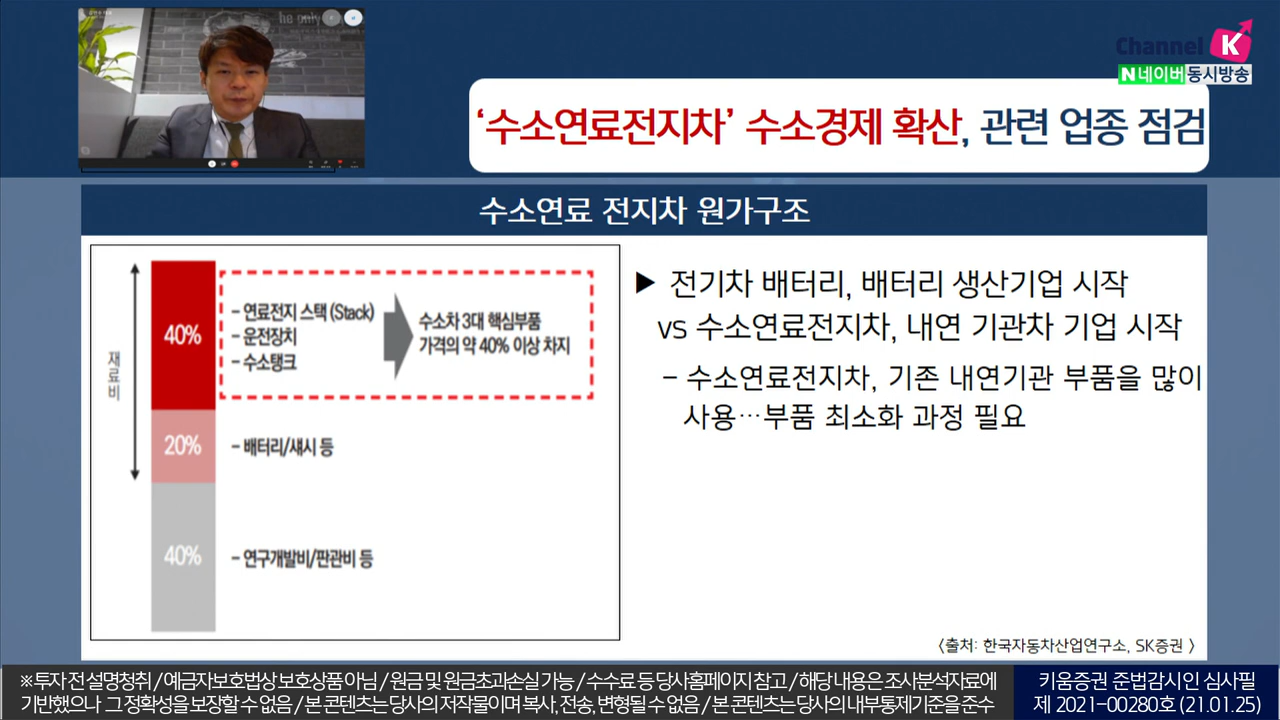 he only
Channel K
N 네이버 동시방송
‘수소연료전지차’ 수소경제 확산, 관련 업종 점검
수소연료 전지차 원가구조
재료비
40%
- 연료전지 스택 (Stack)
- 운전장치
- 수소탱크
수소차 3대 핵심부품
가격의 약 40% 이상 차지
20%
- 배터리/섀시 등
40%
- 연구개발비/판관비 등
▶ 전기차 배터리, 배터리 생산기업 시작
vs 수소연료전지차, 내연 기관차 기업 시작
- 수소연료전지차, 기존 내연기관 부품을 많이
사용…부품 최소화 과정 필요
<출처: 한국자동차산업연구소, SK증권 >
※ 투자 전 설명청취 / 예금자보호법상 보호상품 아님 / 원금 및 원금초과손실 가능 / 수수료 등 당사홈페이지 참고 / 해당 내용은 조사분석자료에
기반했으나 그 정확성을 보장할 수 없음 / 본 콘텐츠는 당사의 저작물이며 복사, 전송, 변형될 수 없음 / 본 콘텐츠는 당사의 내부통제기준을 준수
키움증권 준법감시인 심사필
제 2021-00280호 (21.01.25)